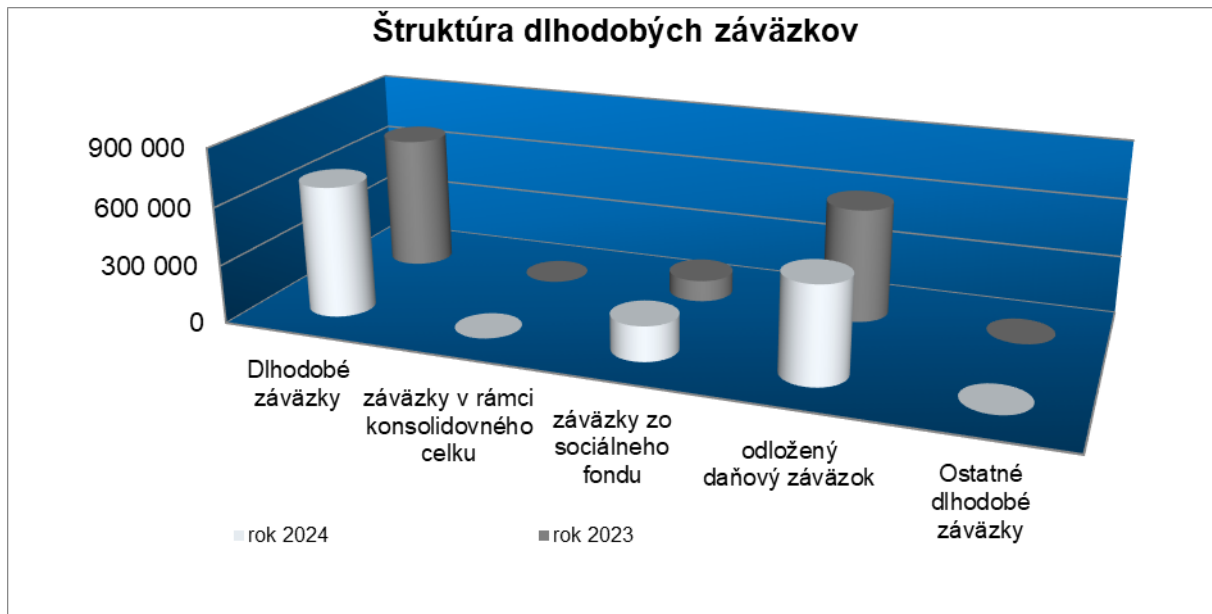 Štruktúra dlhodobých záväzkov
900 000
600 000
300 000
0
Dlhodobé
záväzky
záväzky v rámci
konsolidovného
celku
záväzky zo
sociálneho
fondu
odložený
daňový záväzok
Ostatné
dlhodobé
záväzky
rok 2024
rok 2023